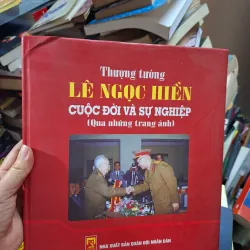 Thượng tướng
LÊ NGỌC HIỀN
CUỘC ĐỜI VÀ SỰ NGHIỆP
(Qua những trang ảnh)
NHÀ XUẤT BẢN QUÂN ĐỘI NHÂN DÂN